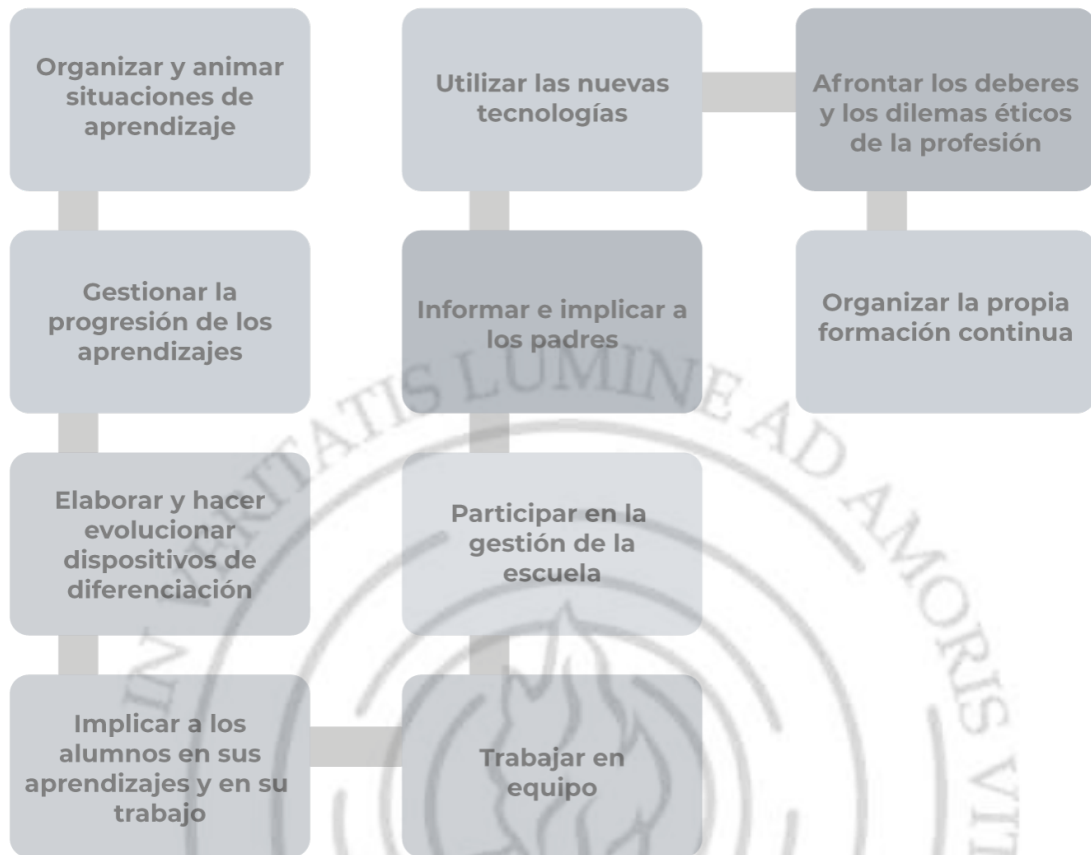 Organizar y animar
situaciones de
aprendizaje
Gestionar la
progresión de los
aprendizajes
Elaborar y hacer
evolucionar
dispositivos de
diferenciación
Implicar a los
alumnos en sus
aprendizajes y en su
trabajo
Trabajar en
equipo
Participar en la
gestión de la
escuela
Informar e implicar a
los padres
Utilizar las nuevas
tecnologías
Afrontar los deberes
y los dilemas éticos
de la profesión
Organizar la propia
formación continua
IN VERITATIS LUMINE AD AMORIS